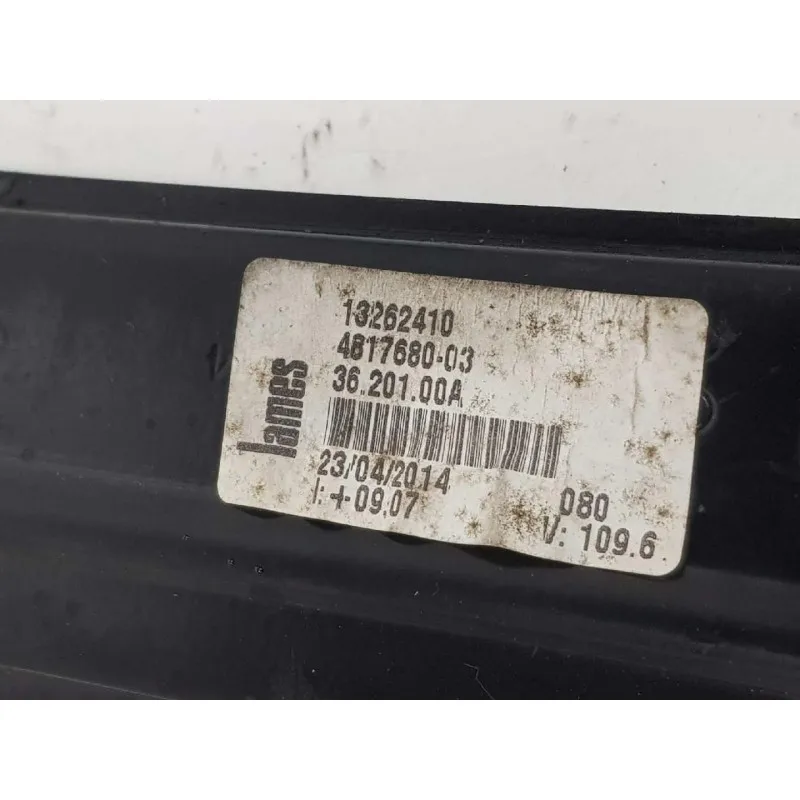 lames
13262410
4817680-03
36.201.00A
23/04/2014
I: +-09.07
080
V: 109.6